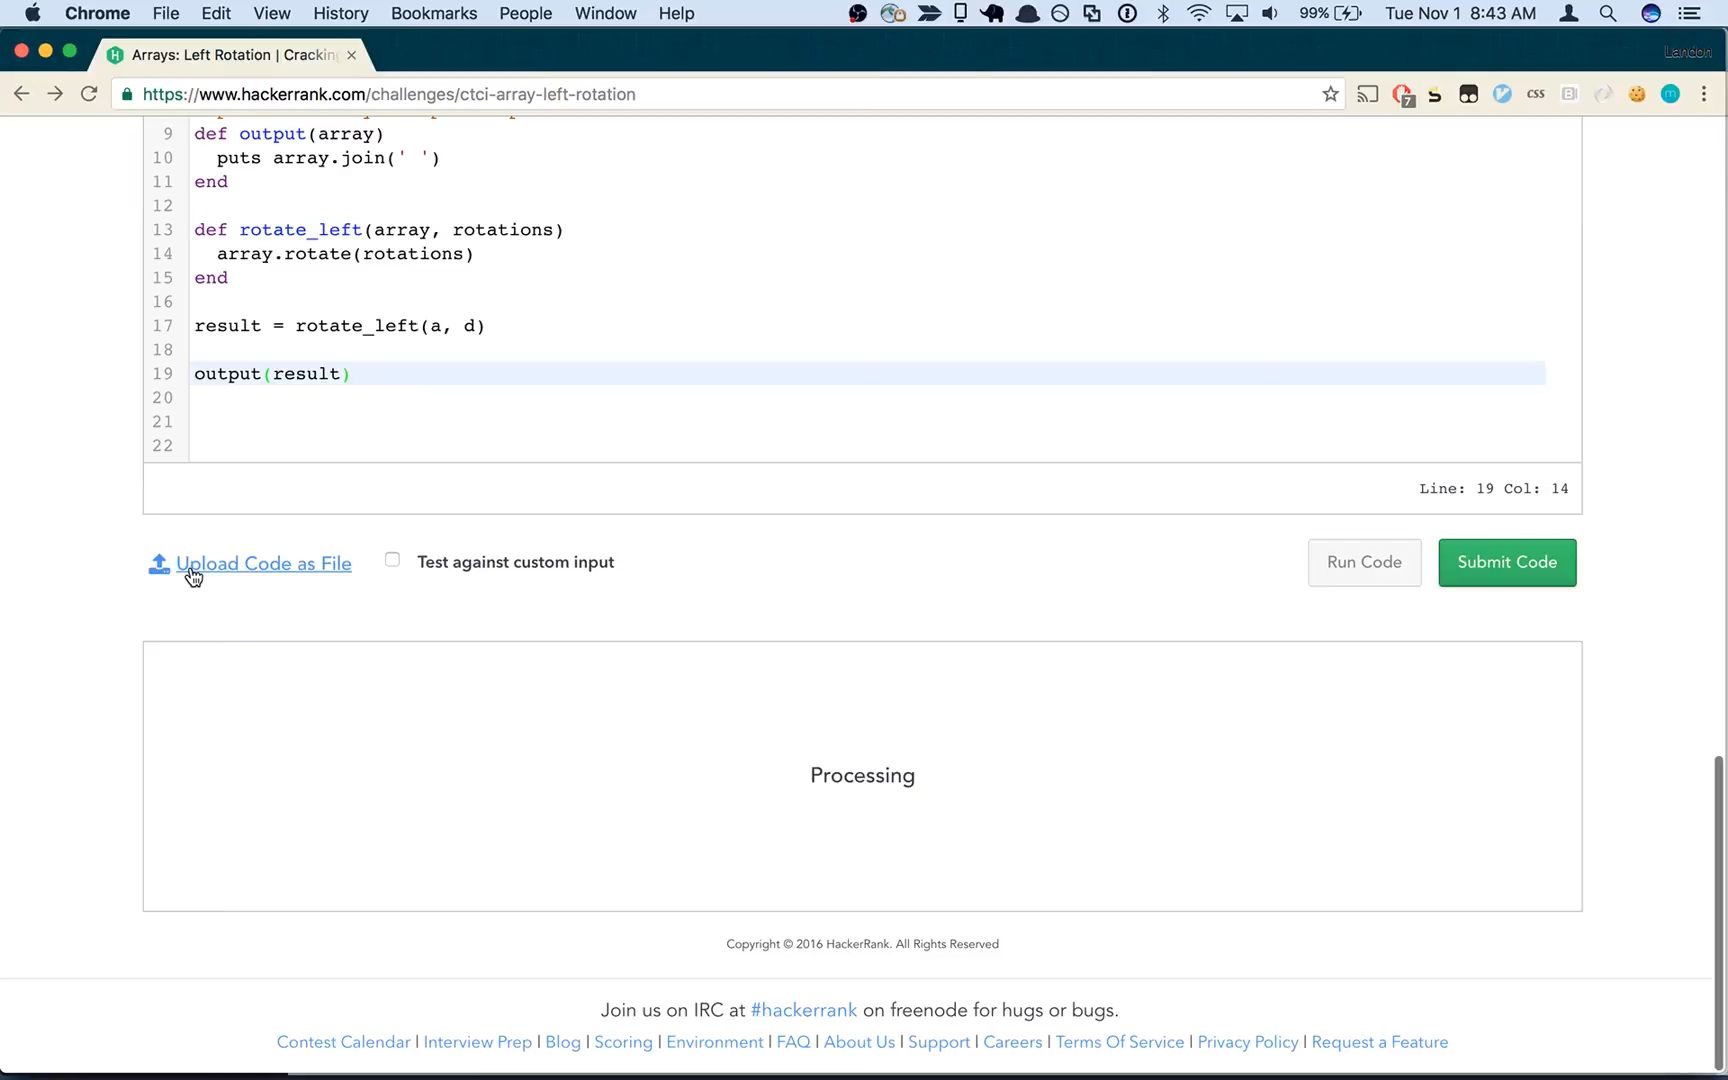 Chrome File Edit View History Bookmarks People Window Help 99% Tue Nov 1 8:43 AM
Arrays: Left Rotation | Cracking Landon
https://www.hackerrank.com/challenges/ctci-array-left-rotation 7 css
9 def output(array)
10 puts array.join(' ')
11 end
12
13 def rotate_left(array, rotations)
14 array.rotate(rotations)
15 end
16
17 result = rotate_left(a, d)
18
19 output(result)
20
21
22
Line: 19 Col: 14
Upload Code as File Test against custom input Run Code Submit Code
Processing
Copyright © 2016 HackerRank. All Rights Reserved
Join us on IRC at #hackerrank on freenode for hugs or bugs.
Contest Calendar | Interview Prep | Blog | Scoring | Environment | FAQ | About Us | Support | Careers | Terms Of Service | Privacy Policy | Request a Feature